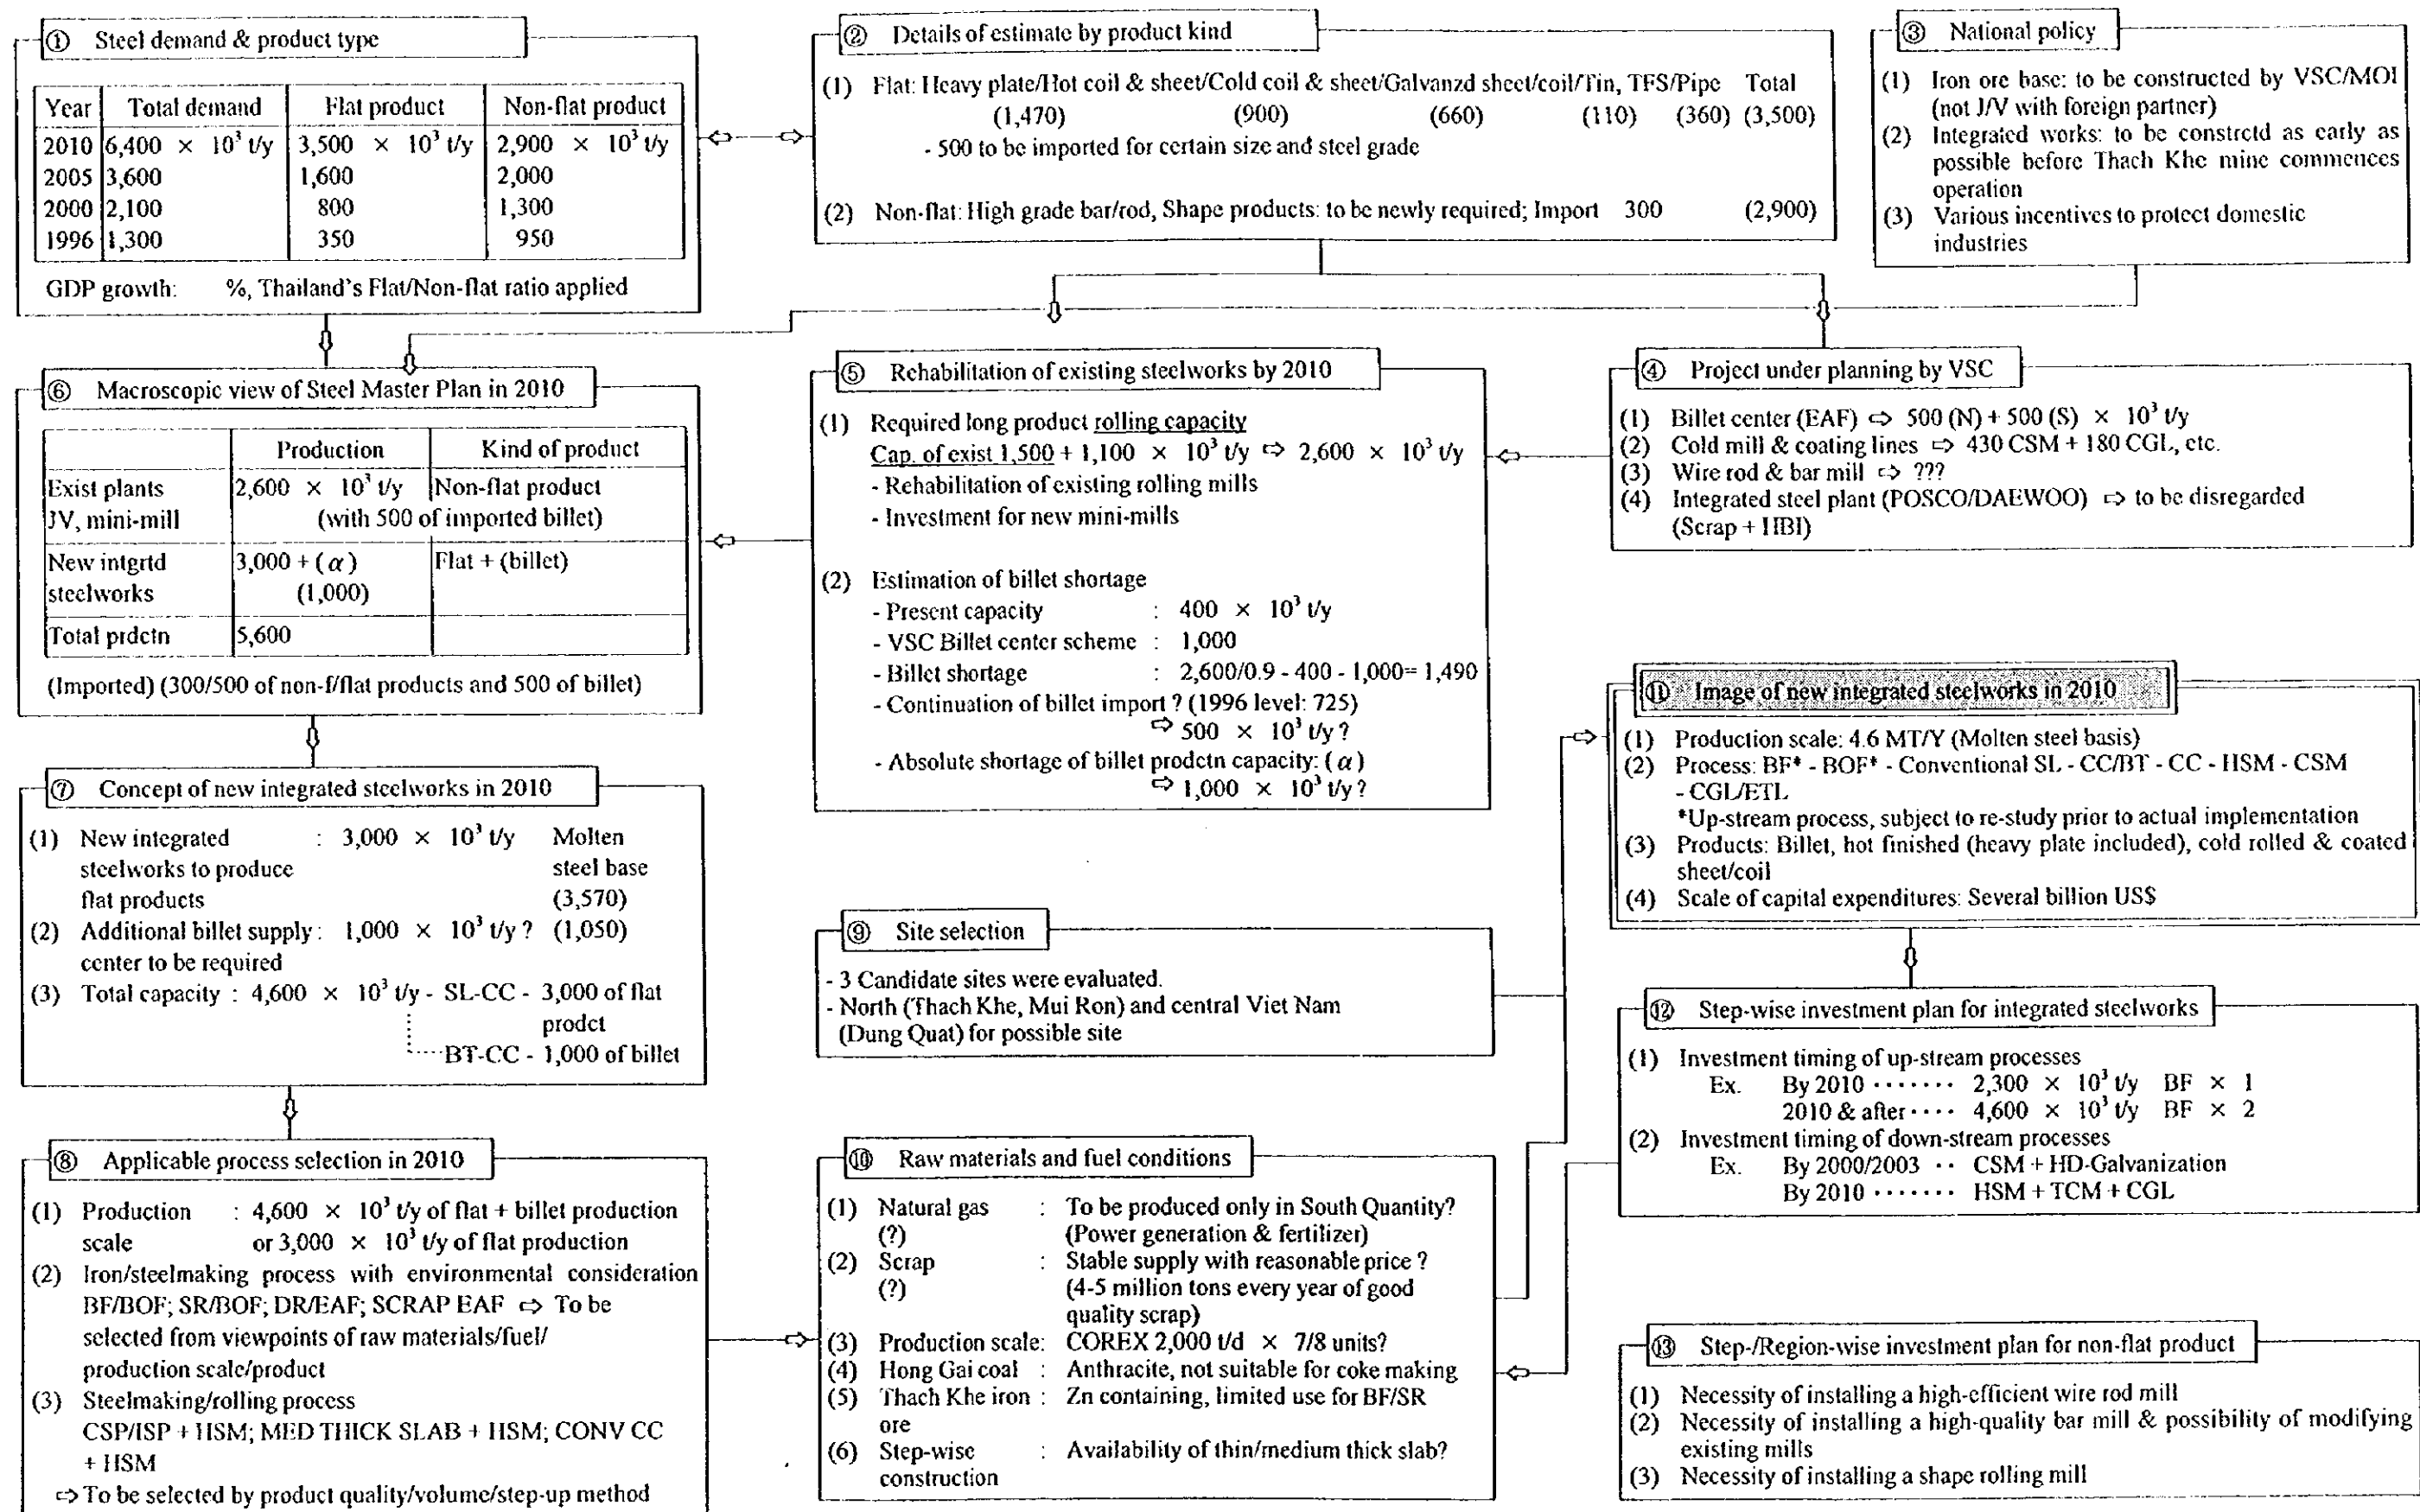 ① Steel demand & product type
Year Total demand Flat product Non-flat product
2010 6,400 × 10³ t/y 3,500 × 10³ t/y 2,900 × 10³ t/y
2005 3,600 1,600 2,000
2000 2,100 800 1,300
1996 1,300 350 950
GDP growth: %, Thailand's Flat/Non-flat ratio applied
② Details of estimate by product kind
(1) Flat: Heavy plate/Hot coil & sheet/Cold coil & sheet/Galvanzd sheet/coil/Tin, TFS/Pipe Total
(1,470) (900) (660) (110) (360) (3,500)
- 500 to be imported for certain size and steel grade
(2) Non-flat: High grade bar/rod, Shape products: to be newly required; Import 300 (2,900)
③ National policy
(1) Iron ore base: to be constructed by VSC/MOI
(not J/V with foreign partner)
(2) Integrated works: to be constrctd as early as
possible before Thach Khe mine commences
operation
(3) Various incentives to protect domestic
industries
⑥ Macroscopic view of Steel Master Plan in 2010
Production Kind of product
Exist plants 2,600 × 10³ t/y Non-flat product
JV, mini-mill (with 500 of imported billet)
New intgrtd 3,000 + (α) Flat + (billet)
steelworks (1,000)
Total prdctn 5,600
(Imported) (300/500 of non-f/flat products and 500 of billet)
⑤ Rehabilitation of existing steelworks by 2010
(1) Required long product rolling capacity
Cap. of exist 1,500 + 1,100 × 10³ t/y ⇨ 2,600 × 10³ t/y
- Rehabilitation of existing rolling mills
- Investment for new mini-mills
(2) Estimation of billet shortage
- Present capacity : 400 × 10³ t/y
- VSC Billet center scheme : 1,000
- Billet shortage : 2,600/0.9 - 400 - 1,000= 1,490
- Continuation of billet import ? (1996 level: 725)
⇨ 500 × 10³ t/y ?
- Absolute shortage of billet prodctn capacity: (α)
⇨ 1,000 × 10³ t/y ?
④ Project under planning by VSC
(1) Billet center (EAF) ⇨ 500 (N) + 500 (S) × 10³ t/y
(2) Cold mill & coating lines ⇨ 430 CSM + 180 CGL, etc.
(3) Wire rod & bar mill ⇨ ???
(4) Integrated steel plant (POSCO/DAEWOO) ⇨ to be disregarded
(Scrap + HBI)
⑦ Concept of new integrated steelworks in 2010
(1) New integrated : 3,000 × 10³ t/y Molten
steelworks to produce steel base
flat products (3,570)
(2) Additional billet supply : 1,000 × 10³ t/y ? (1,050)
center to be required
(3) Total capacity : 4,600 × 10³ t/y - SL-CC - 3,000 of flat
prodct
BT-CC - 1,000 of billet
⑪ Image of new integrated steelworks in 2010
(1) Production scale: 4.6 MT/Y (Molten steel basis)
(2) Process: BF* - BOF* - Conventional SL - CC/BT - CC - HSM - CSM
- CGL/ETL
*Up-stream process, subject to re-study prior to actual implementation
(3) Products: Billet, hot finished (heavy plate included), cold rolled & coated
sheet/coil
(4) Scale of capital expenditures: Several billion US$
⑨ Site selection
- 3 Candidate sites were evaluated.
- North (Thach Khe, Mui Ron) and central Viet Nam
(Dung Quat) for possible site
⑫ Step-wise investment plan for integrated steelworks
(1) Investment timing of up-stream processes
Ex. By 2010 ······· 2,300 × 10³ t/y BF × 1
2010 & after ···· 4,600 × 10³ t/y BF × 2
(2) Investment timing of down-stream processes
Ex. By 2000/2003 ·· CSM + HD-Galvanization
By 2010 ······· HSM + TCM + CGL
⑧ Applicable process selection in 2010
(1) Production : 4,600 × 10³ t/y of flat + billet production
scale or 3,000 × 10³ t/y of flat production
(2) Iron/steelmaking process with environmental consideration
BF/BOF; SR/BOF; DR/EAF; SCRAP EAF ⇨ To be
selected from viewpoints of raw materials/fuel/
production scale/product
(3) Steelmaking/rolling process
CSP/ISP + HSM; MED THICK SLAB + HSM; CONV CC
+ HSM
⇨ To be selected by product quality/volume/step-up method
⑩ Raw materials and fuel conditions
(1) Natural gas : To be produced only in South Quantity?
(?) (Power generation & fertilizer)
(2) Scrap : Stable supply with reasonable price ?
(?) (4-5 million tons every year of good
quality scrap)
(3) Production scale: COREX 2,000 t/d × 7/8 units?
(4) Hong Gai coal : Anthracite, not suitable for coke making
(5) Thach Khe iron : Zn containing, limited use for BF/SR
ore
(6) Step-wise : Availability of thin/medium thick slab?
construction
⑬ Step-/Region-wise investment plan for non-flat product
(1) Necessity of installing a high-efficient wire rod mill
(2) Necessity of installing a high-quality bar mill & possibility of modifying
existing mills
(3) Necessity of installing a shape rolling mill